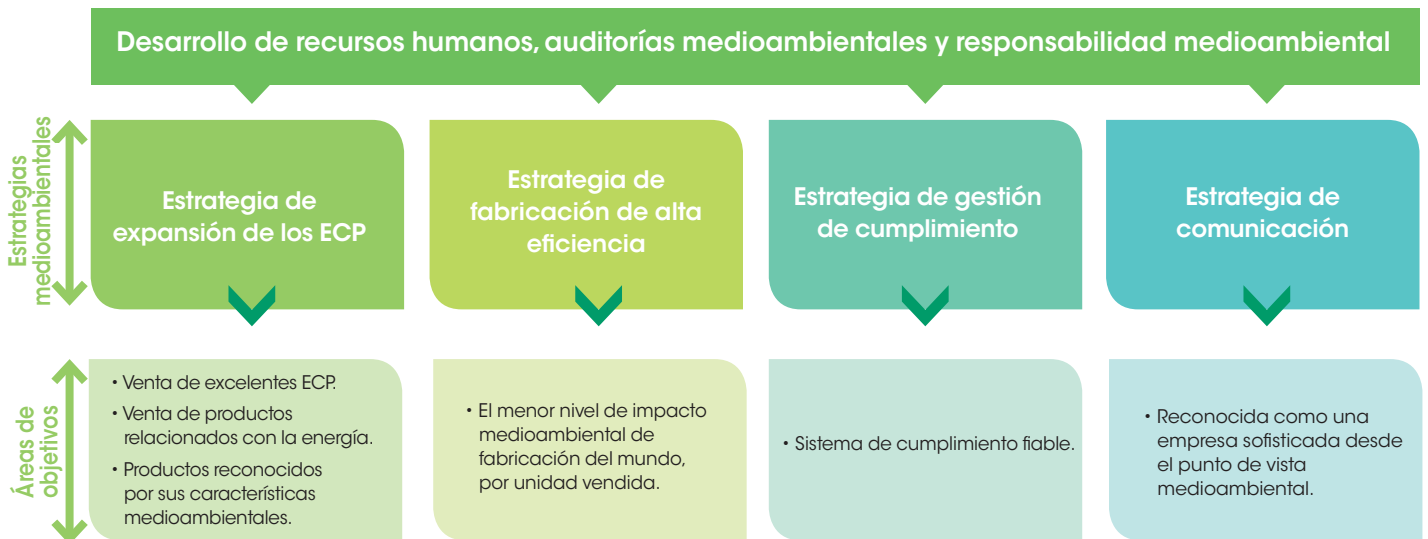 Desarrollo de recursos humanos, auditorías medioambientales y responsabilidad medioambiental
Estrategias
medioambientales
Estrategia de
expansión de los ECP
Estrategia de
fabricación de alta
eficiencia
Estrategia de gestión
de cumplimiento
Estrategia de
comunicación
Áreas de
objetivos
• Venta de excelentes ECP.
• Venta de productos
relacionados con la energía.
• Productos reconocidos
por sus características
medioambientales.
• El menor nivel de impacto
medioambiental de
fabricación del mundo,
por unidad vendida.
• Sistema de cumplimiento fiable.
• Reconocida como una
empresa sofisticada desde
el punto de vista
medioambiental.